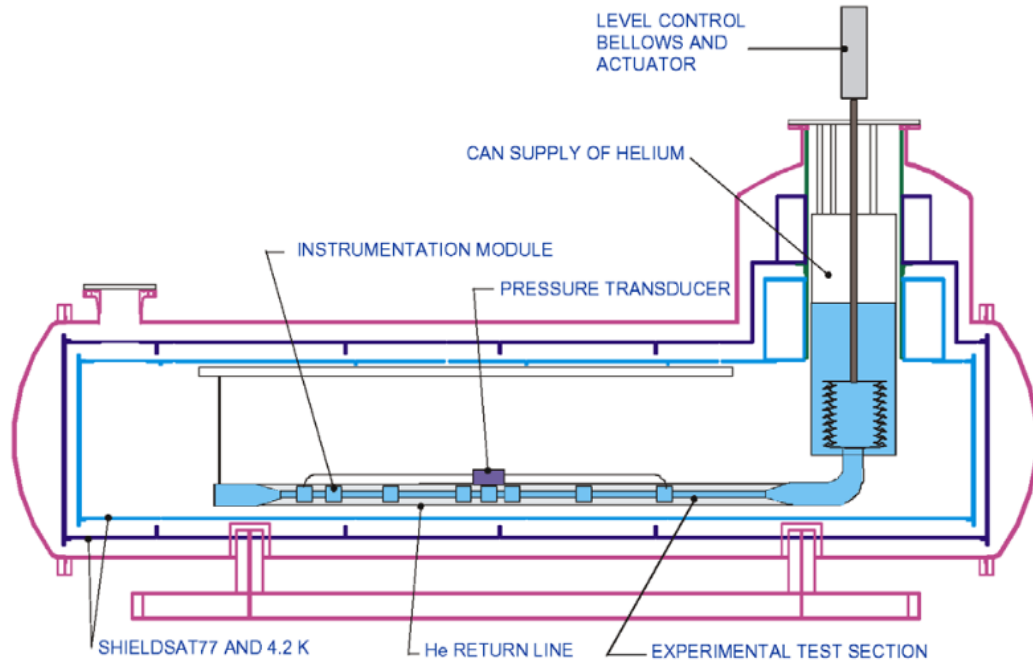 LEVEL CONTROL
BELLOWS AND
ACTUATOR
CAN SUPPLY OF HELIUM
INSTRUMENTATION MODULE
PRESSURE TRANSDUCER
SHIELDSAT77 AND 4.2 K
He RETURN LINE
EXPERIMENTAL TEST SECTION